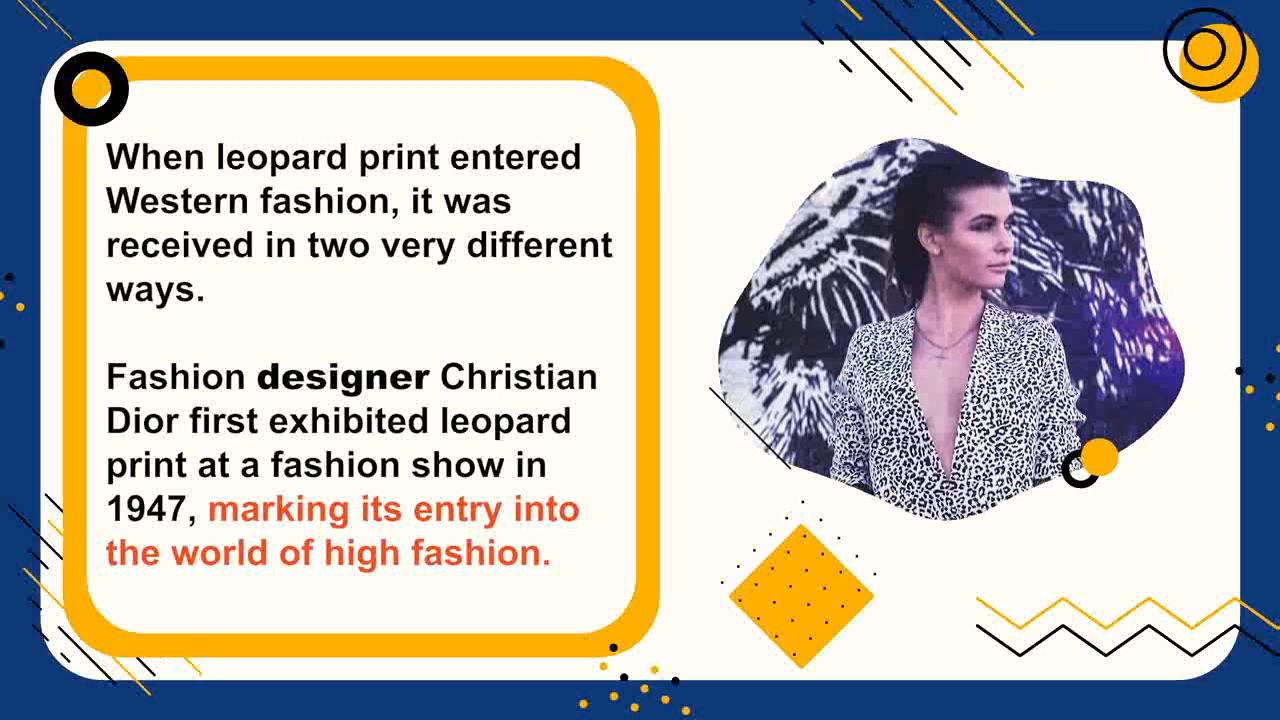 When leopard print entered
Western fashion, it was
received in two very different
ways.
Fashion designer Christian
Dior first exhibited leopard
print at a fashion show in
1947, marking its entry into
the world of high fashion.